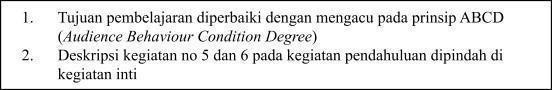 1. Tujuan pembelajaran diperbaiki dengan mengacu pada prinsip ABCD
(Audience Behaviour Condition Degree)
2. Deskripsi kegiatan no 5 dan 6 pada kegiatan pendahuluan dipindah di
kegiatan inti